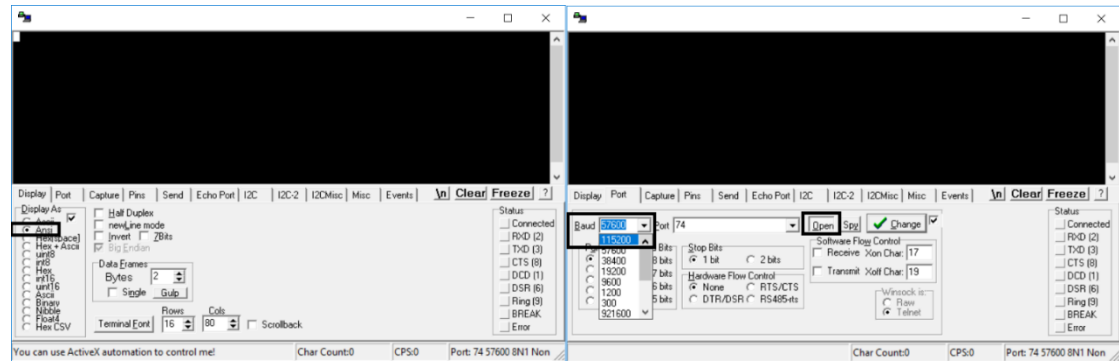 Display Port Capture Pins Send Echo Port I2C I2C-2 I2CMisc Misc Events \n Clear Freeze ?
Display As
Ascii
Ansi
Hex[space]
Hex + Ascii
uint8
int8
Hex
int16
uint16
Ascii
Binary
Nibble
Float4
Hex CSV
Half Duplex
newLine mode
Invert 7Bits
Big Endian
Data Frames
Bytes 2
Single Gulp
Rows Cols
Terminal Font 16 80 Scrollback
Status
Connected
RXD (2)
TXD (3)
CTS (8)
DCD (1)
DSR (6)
Ring (9)
BREAK
Error
You can use ActiveX automation to control me! Char Count:0 CPS:0 Port: 74 57600 8N1 Non
Display Port Capture Pins Send Echo Port I2C I2C-2 I2CMisc Misc Events \n Clear Freeze ?
Baud 57600 Port 74 Open Spy Change
115200
57600
38400
19200
9600
1200
300
921600
Bits
8 bits
7 bits
6 bits
5 bits
Stop Bits
1 bit 2 bits
Hardware Flow Control
None RTS/CTS
DTR/DSR RS485-rts
Software Flow Control
Receive Xon Char: 17
Transmit Xoff Char: 19
Winsock is:
Raw
Telnet
Status
Connected
RXD (2)
TXD (3)
CTS (8)
DCD (1)
DSR (6)
Ring (9)
BREAK
Error
Char Count:0 CPS:0 Port: 74 57600 8N1 Non